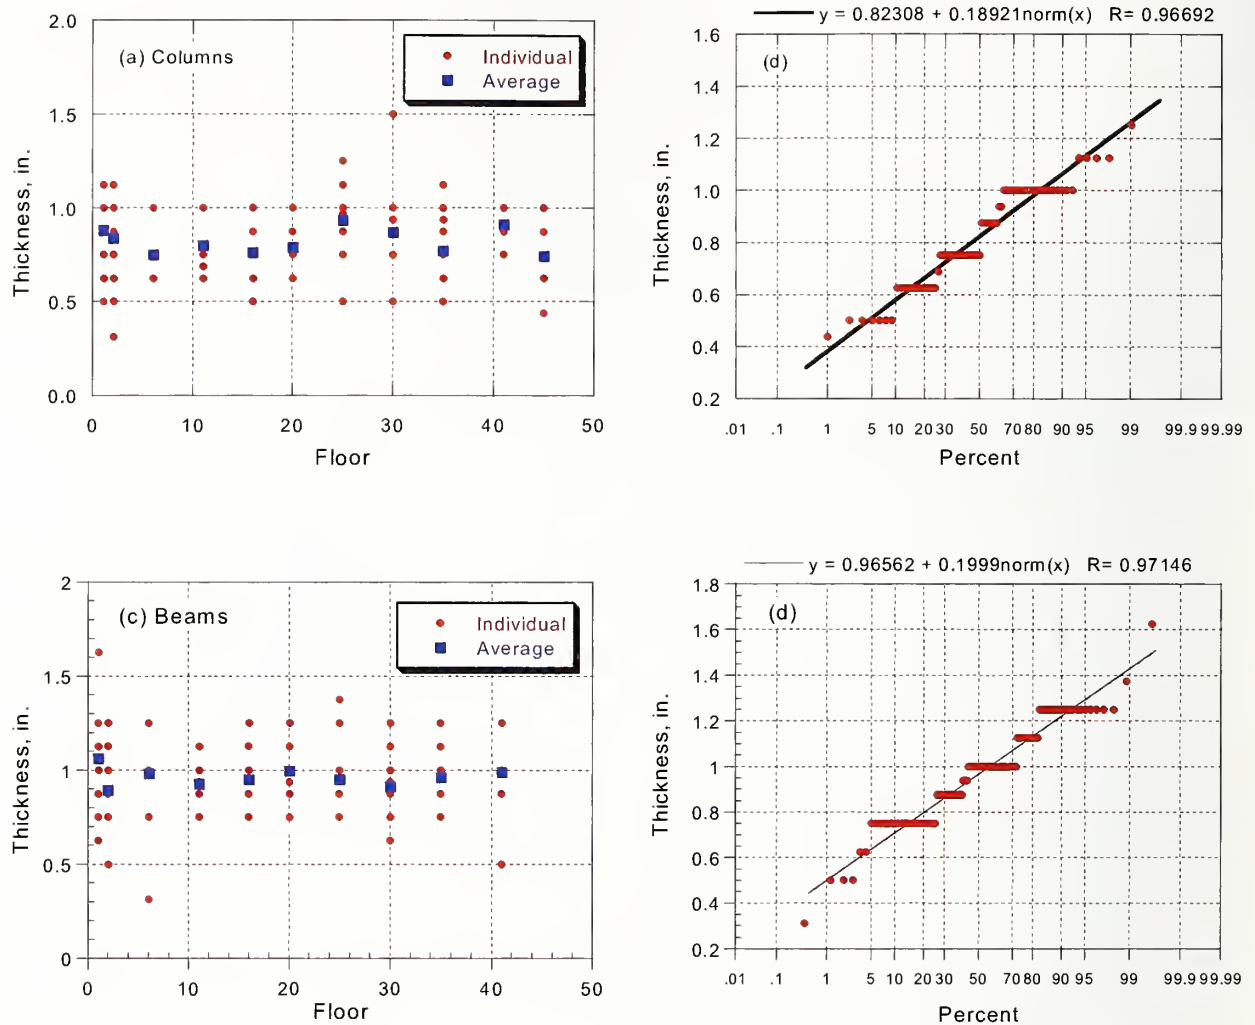 (a) Columns
Individual
Average
2.0
1.5
1.0
0.5
0.0
Thickness, in.
0 10 20 30 40 50
Floor
y = 0.82308 + 0.18921norm(x) R= 0.96692
(d)
1.6
1.4
1.2
1.0
0.8
0.6
0.4
0.2
Thickness, in.
.01 .1 1 5 10 20 30 50 70 80 90 95 99 99.9 99.99
Percent
(c) Beams
Individual
Average
2
1.5
1
0.5
0
Thickness, in.
0 10 20 30 40 50
Floor
y = 0.96562 + 0.1999norm(x) R= 0.97146
(d)
1.8
1.6
1.4
1.2
1.0
0.8
0.6
0.4
0.2
Thickness, in.
.01 .1 1 5 10 20 30 50 70 80 90 95 99 99.9 99.99
Percent